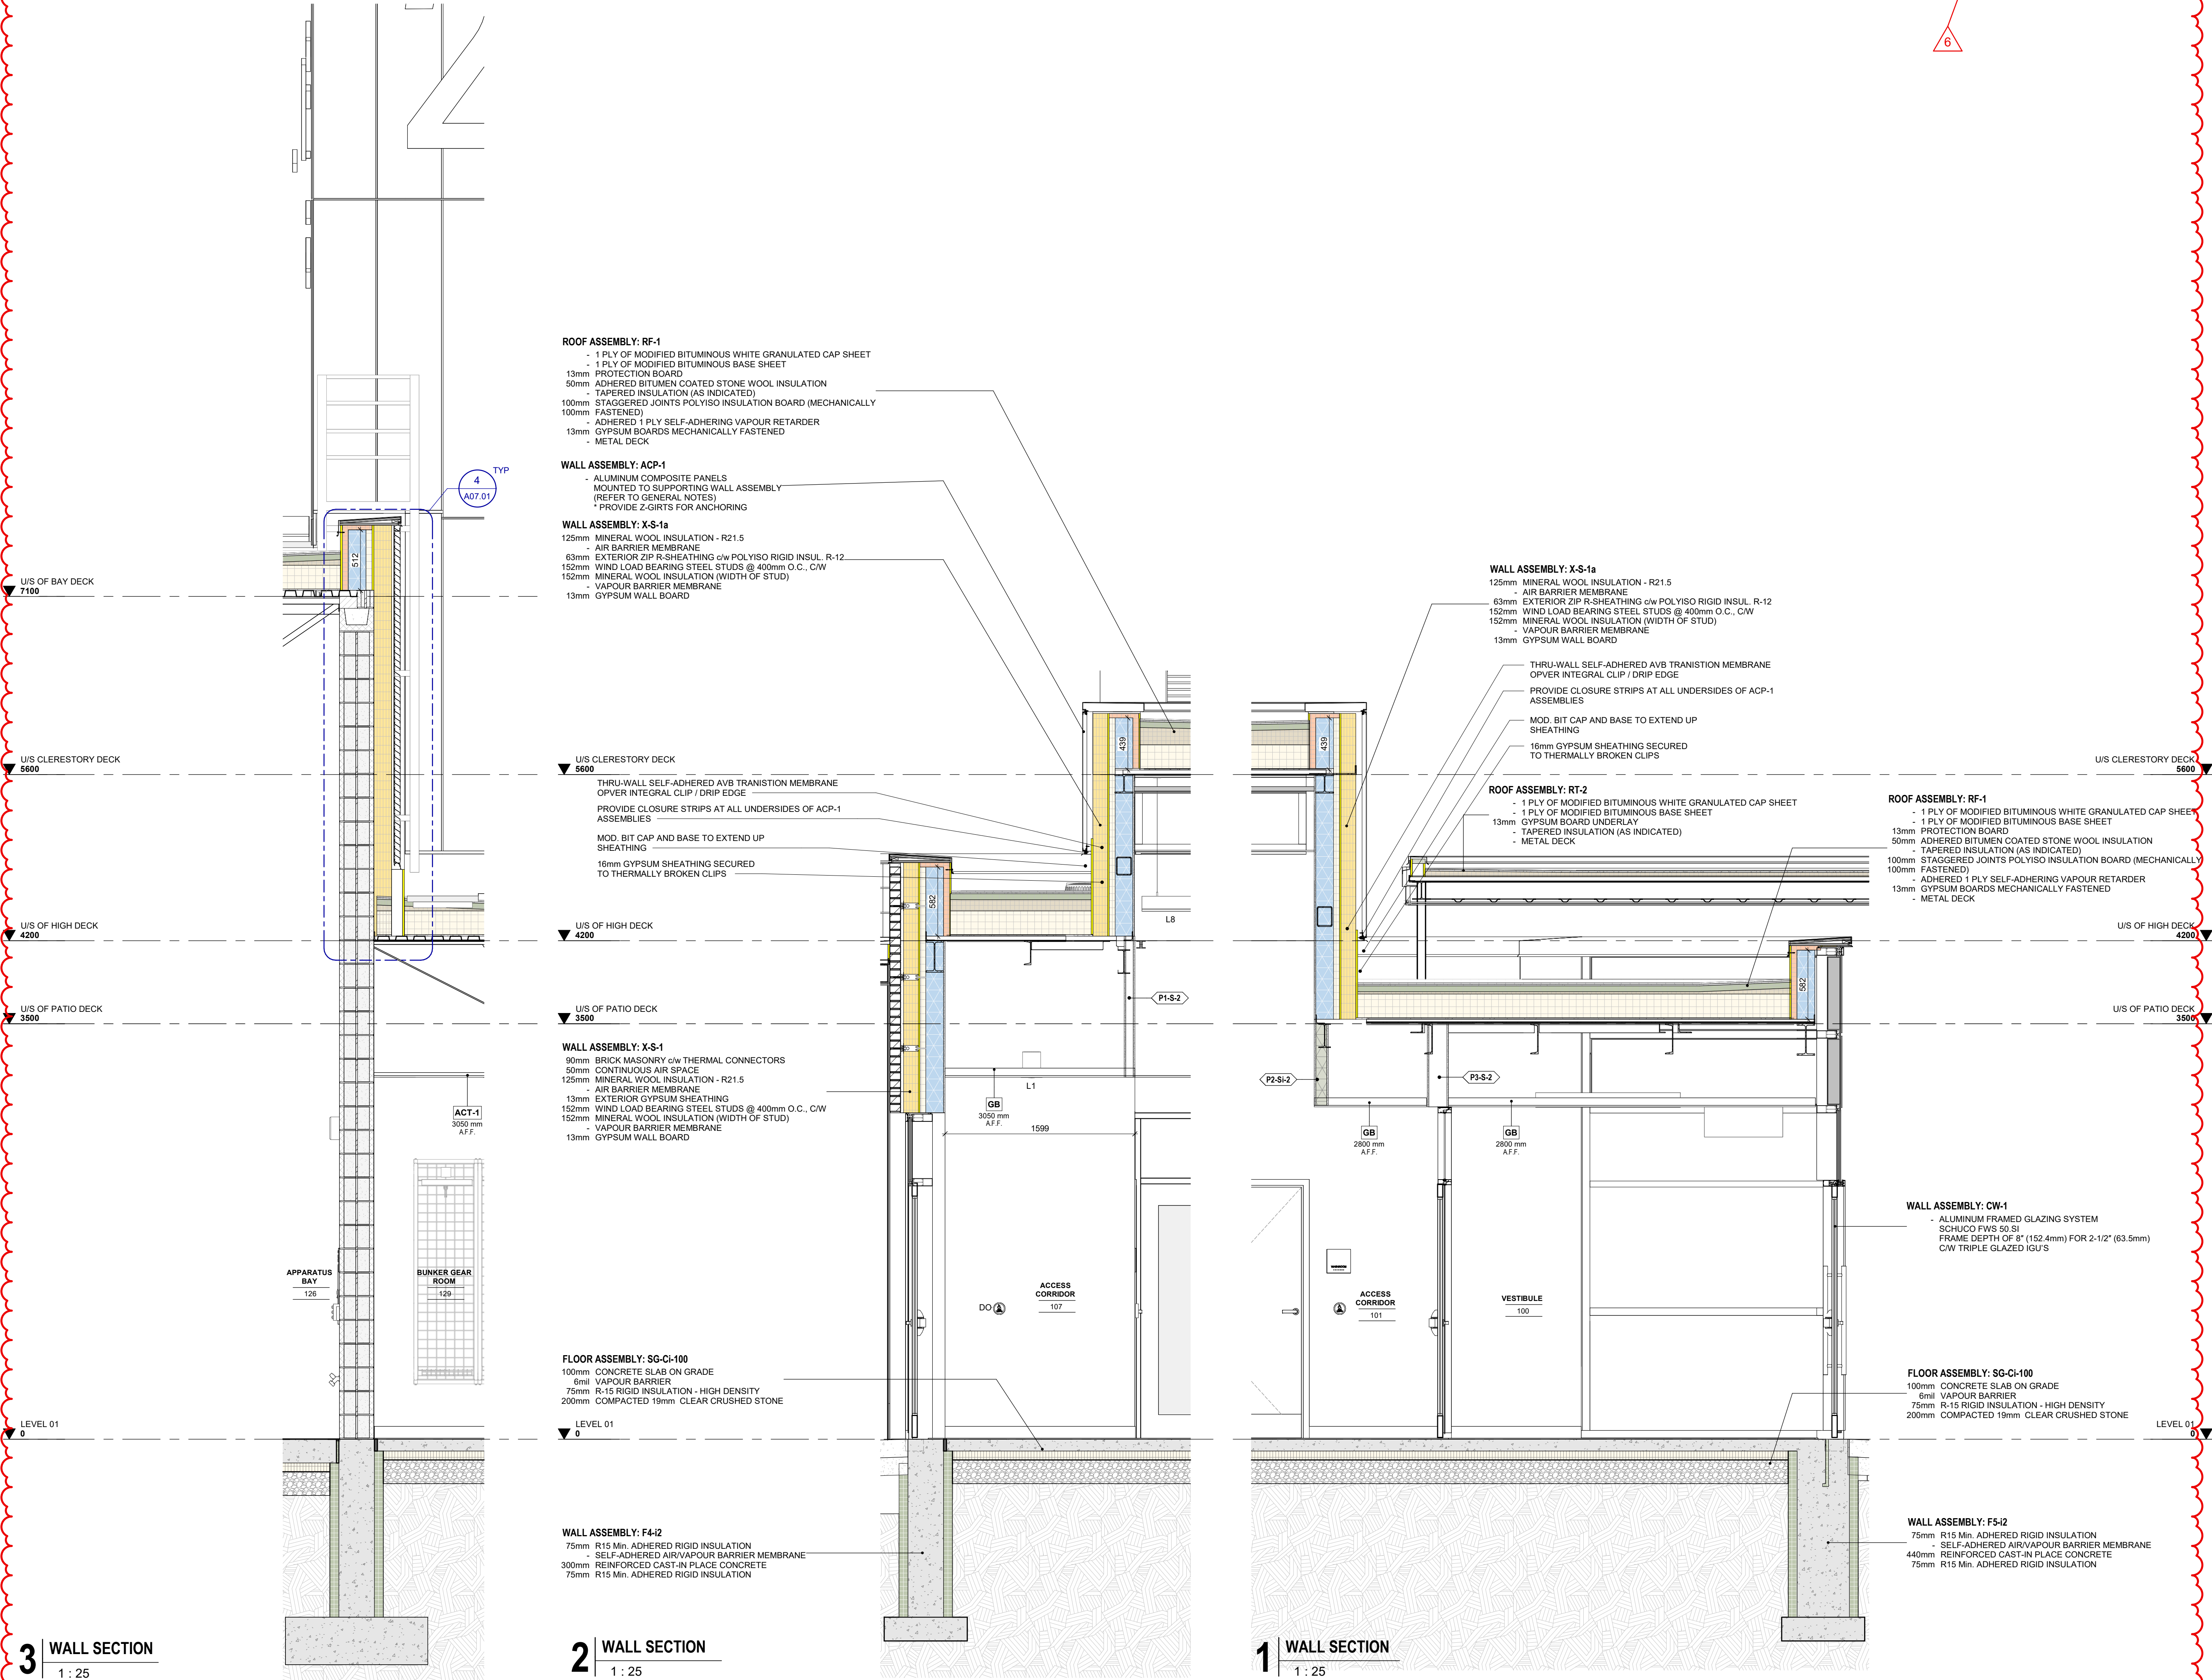 6
TYP
4
A07.01
512
U/S OF BAY DECK
7100
U/S CLERESTORY DECK
5600
U/S OF HIGH DECK
4200
U/S OF PATIO DECK
3500
ACT-1
3050 mm
A.F.F.
APPARATUS
BAY
126
BUNKER GEAR
ROOM
129
LEVEL 01
0
3
WALL SECTION
1 : 25
ROOF ASSEMBLY: RF-1
- 1 PLY OF MODIFIED BITUMINOUS WHITE GRANULATED CAP SHEET
- 1 PLY OF MODIFIED BITUMINOUS BASE SHEET
13mm PROTECTION BOARD
50mm ADHERED BITUMEN COATED STONE WOOL INSULATION
- TAPERED INSULATION (AS INDICATED)
100mm STAGGERED JOINTS POLYISO INSULATION BOARD (MECHANICALLY
100mm FASTENED)
- ADHERED 1 PLY SELF-ADHERING VAPOUR RETARDER
13mm GYPSUM BOARDS MECHANICALLY FASTENED
- METAL DECK
WALL ASSEMBLY: ACP-1
- ALUMINUM COMPOSITE PANELS
MOUNTED TO SUPPORTING WALL ASSEMBLY
(REFER TO GENERAL NOTES)
* PROVIDE Z-GIRTS FOR ANCHORING
WALL ASSEMBLY: X-S-1a
125mm MINERAL WOOL INSULATION - R21.5
- AIR BARRIER MEMBRANE
63mm EXTERIOR ZIP R-SHEATHING c/w POLYISO RIGID INSUL. R-12
152mm WIND LOAD BEARING STEEL STUDS @ 400mm O.C., C/W
152mm MINERAL WOOL INSULATION (WIDTH OF STUD)
- VAPOUR BARRIER MEMBRANE
13mm GYPSUM WALL BOARD
U/S CLERESTORY DECK
5600
THRU-WALL SELF-ADHERED AVB TRANISTION MEMBRANE
OPVER INTEGRAL CLIP / DRIP EDGE
PROVIDE CLOSURE STRIPS AT ALL UNDERSIDES OF ACP-1
ASSEMBLIES
MOD. BIT CAP AND BASE TO EXTEND UP
SHEATHING
16mm GYPSUM SHEATHING SECURED
TO THERMALLY BROKEN CLIPS
U/S OF HIGH DECK
4200
U/S OF PATIO DECK
3500
WALL ASSEMBLY: X-S-1
90mm BRICK MASONRY c/w THERMAL CONNECTORS
50mm CONTINUOUS AIR SPACE
125mm MINERAL WOOL INSULATION - R21.5
- AIR BARRIER MEMBRANE
13mm EXTERIOR GYPSUM SHEATHING
152mm WIND LOAD BEARING STEEL STUDS @ 400mm O.C., C/W
152mm MINERAL WOOL INSULATION (WIDTH OF STUD)
- VAPOUR BARRIER MEMBRANE
13mm GYPSUM WALL BOARD
439
582
L8
P1-S-2
L1
GB
3050 mm
A.F.F.
1599
DO
ACCESS
CORRIDOR
107
FLOOR ASSEMBLY: SG-Ci-100
100mm CONCRETE SLAB ON GRADE
6mil VAPOUR BARRIER
75mm R-15 RIGID INSULATION - HIGH DENSITY
200mm COMPACTED 19mm CLEAR CRUSHED STONE
LEVEL 01
0
WALL ASSEMBLY: F4-i2
75mm R15 Min. ADHERED RIGID INSULATION
- SELF-ADHERED AIR/VAPOUR BARRIER MEMBRANE
300mm REINFORCED CAST-IN PLACE CONCRETE
75mm R15 Min. ADHERED RIGID INSULATION
2
WALL SECTION
1 : 25
WALL ASSEMBLY: X-S-1a
125mm MINERAL WOOL INSULATION - R21.5
- AIR BARRIER MEMBRANE
63mm EXTERIOR ZIP R-SHEATHING c/w POLYISO RIGID INSUL. R-12
152mm WIND LOAD BEARING STEEL STUDS @ 400mm O.C., C/W
152mm MINERAL WOOL INSULATION (WIDTH OF STUD)
- VAPOUR BARRIER MEMBRANE
13mm GYPSUM WALL BOARD
THRU-WALL SELF-ADHERED AVB TRANISTION MEMBRANE
OPVER INTEGRAL CLIP / DRIP EDGE
PROVIDE CLOSURE STRIPS AT ALL UNDERSIDES OF ACP-1
ASSEMBLIES
MOD. BIT CAP AND BASE TO EXTEND UP
SHEATHING
16mm GYPSUM SHEATHING SECURED
TO THERMALLY BROKEN CLIPS
439
ROOF ASSEMBLY: RT-2
- 1 PLY OF MODIFIED BITUMINOUS WHITE GRANULATED CAP SHEET
- 1 PLY OF MODIFIED BITUMINOUS BASE SHEET
13mm GYPSUM BOARD UNDERLAY
- TAPERED INSULATION (AS INDICATED)
- METAL DECK
U/S CLERESTORY DECK
5600
ROOF ASSEMBLY: RF-1
- 1 PLY OF MODIFIED BITUMINOUS WHITE GRANULATED CAP SHEET
- 1 PLY OF MODIFIED BITUMINOUS BASE SHEET
13mm PROTECTION BOARD
50mm ADHERED BITUMEN COATED STONE WOOL INSULATION
- TAPERED INSULATION (AS INDICATED)
100mm STAGGERED JOINTS POLYISO INSULATION BOARD (MECHANICALLY
100mm FASTENED)
- ADHERED 1 PLY SELF-ADHERING VAPOUR RETARDER
13mm GYPSUM BOARDS MECHANICALLY FASTENED
- METAL DECK
U/S OF HIGH DECK
4200
582
U/S OF PATIO DECK
3500
P2-Si-2
P3-S-2
GB
2800 mm
A.F.F.
GB
2800 mm
A.F.F.
WALL ASSEMBLY: CW-1
- ALUMINUM FRAMED GLAZING SYSTEM
SCHUCO FWS 50.SI
FRAME DEPTH OF 8" (152.4mm) FOR 2-1/2" (63.5mm)
C/W TRIPLE GLAZED IGU'S
ACCESS
CORRIDOR
101
VESTIBULE
100
FLOOR ASSEMBLY: SG-Ci-100
100mm CONCRETE SLAB ON GRADE
6mil VAPOUR BARRIER
75mm R-15 RIGID INSULATION - HIGH DENSITY
200mm COMPACTED 19mm CLEAR CRUSHED STONE
LEVEL 01
0
WALL ASSEMBLY: F5-i2
75mm R15 Min. ADHERED RIGID INSULATION
- SELF-ADHERED AIR/VAPOUR BARRIER MEMBRANE
440mm REINFORCED CAST-IN PLACE CONCRETE
75mm R15 Min. ADHERED RIGID INSULATION
1
WALL SECTION
1 : 25